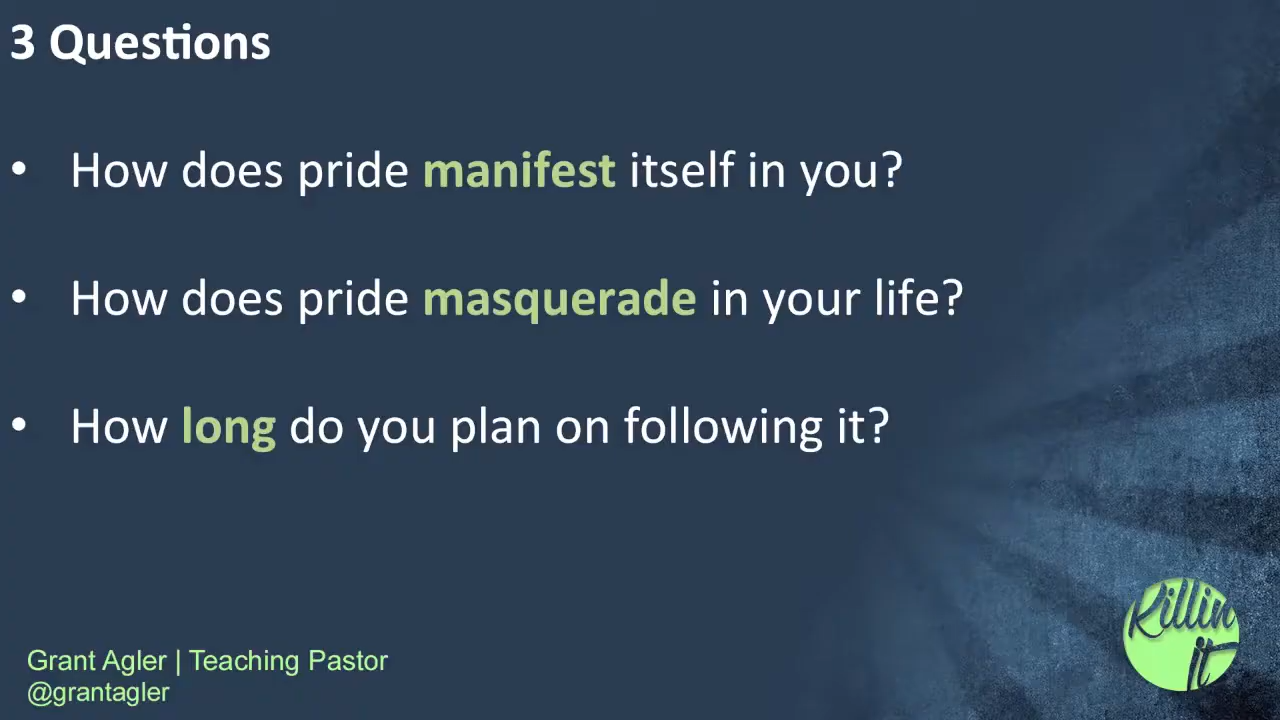 3 Questions
• How does pride manifest itself in you?
• How does pride masquerade in your life?
• How long do you plan on following it?
Grant Agler | Teaching Pastor
@grantagler
Killin
it